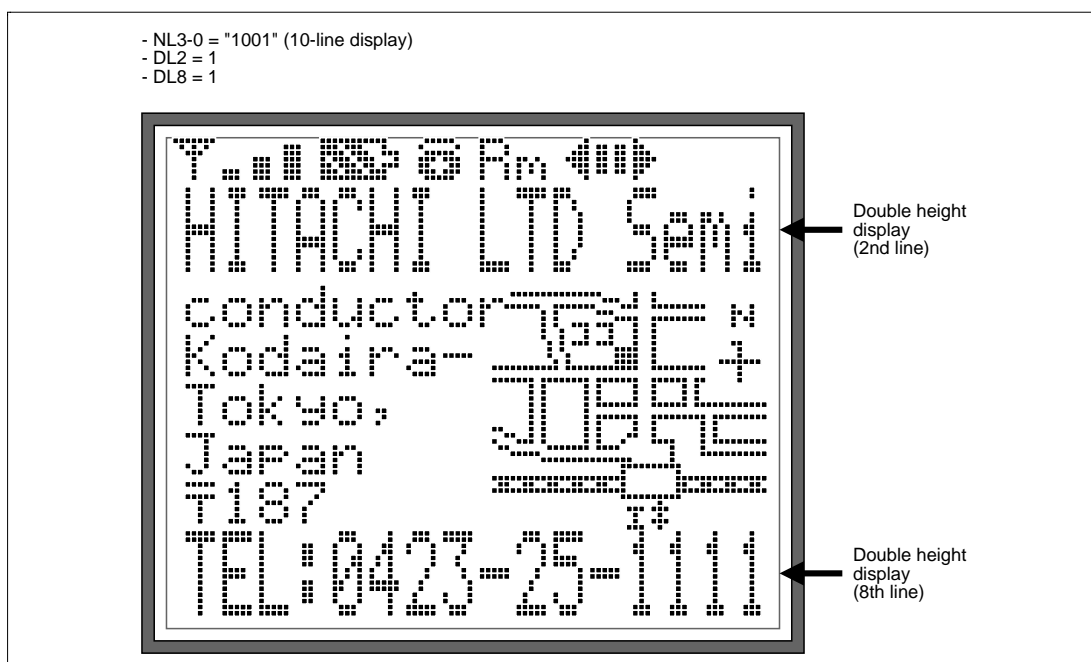 - NL3-0 = "1001" (10-line display)
- DL2 = 1
- DL8 = 1
Rm
HITACHI LTD Semi
Double height
display
(2nd line)
conductor
N
Kodaira-
Tokyo,
Japan
〒187
TEL:0423-25-1111
Double height
display
(8th line)